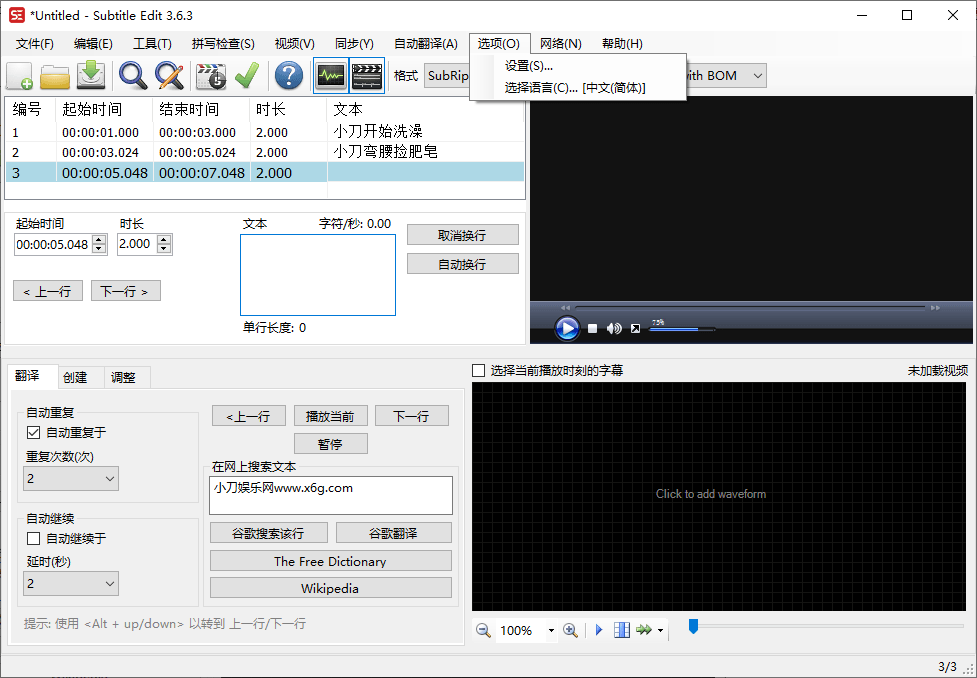 *Untitled - Subtitle Edit 3.6.3
文件(F) 编辑(E) 工具(T) 拼写检查(S) 视频(V) 同步(Y) 自动翻译(A) 选项(O) 网络(N) 帮助(H)
设置(S)...
选择语言(C)... [中文(简体)]
格式 SubRip with BOM
编号 起始时间 结束时间 时长 文本
1 00:00:01.000 00:00:03.000 2.000 小刀开始洗澡
2 00:00:03.024 00:00:05.024 2.000 小刀弯腰捡肥皂
3 00:00:05.048 00:00:07.048 2.000
起始时间 时长 文本 字符/秒: 0.00
00:00:05.048 2.000
取消换行
自动换行
< 上一行 下一行 >
单行长度: 0
75%
翻译 创建 调整
选择当前播放时刻的字幕 未加载视频
自动重复
自动重复于
重复次数(次)
2
自动继续
自动继续于
延时(秒)
2
<上一行 播放当前 下一行
暂停
在网上搜索文本
小刀娱乐网www.x6g.com
谷歌搜索该行 谷歌翻译
The Free Dictionary
Wikipedia
提示: 使用 <Alt + up/down> 以转到 上一行/下一行
Click to add waveform
100%
3/3